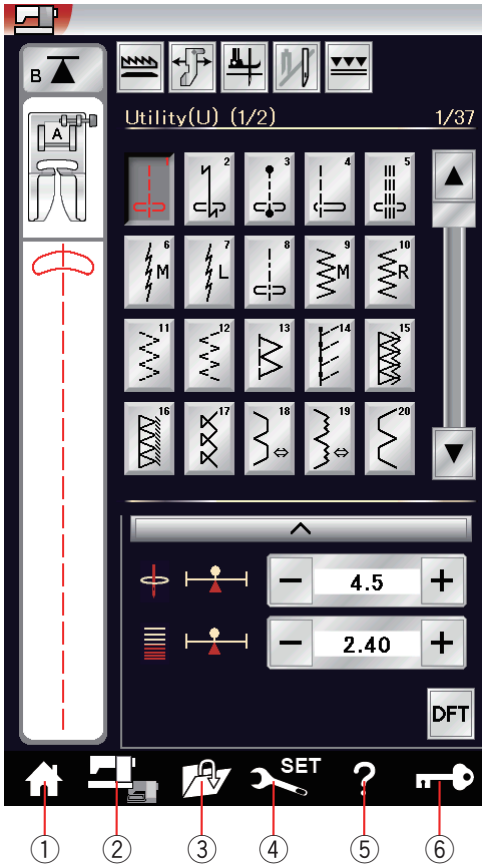 B
A
Utility(U) (1/2) 1/37
1 2 3 4 5
6 M 7 L 8 9 M 10 R
11 12 13 14 15
16 17 18 19 20
4.5
2.40
DFT
SET
?
1 2 3 4 5 6